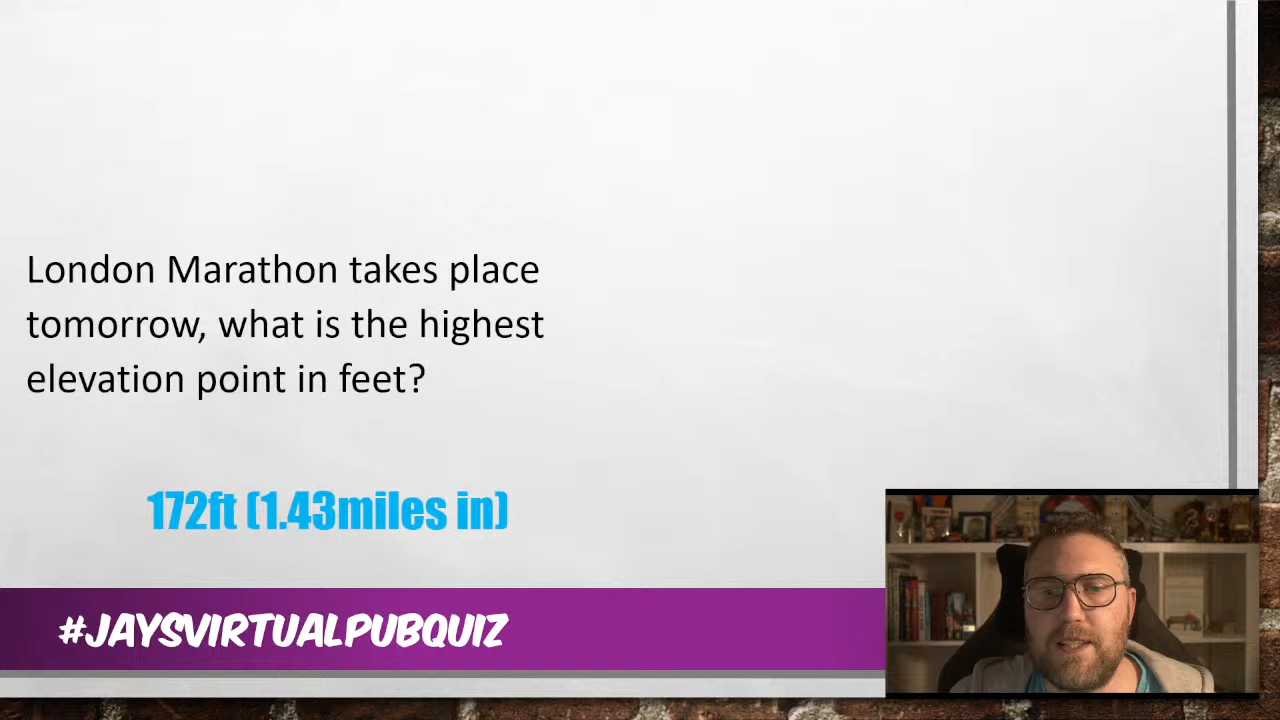 London Marathon takes place
tomorrow, what is the highest
elevation point in feet?
172ft (1.43miles in)
#JAYSVIRTUALPUBQUIZ